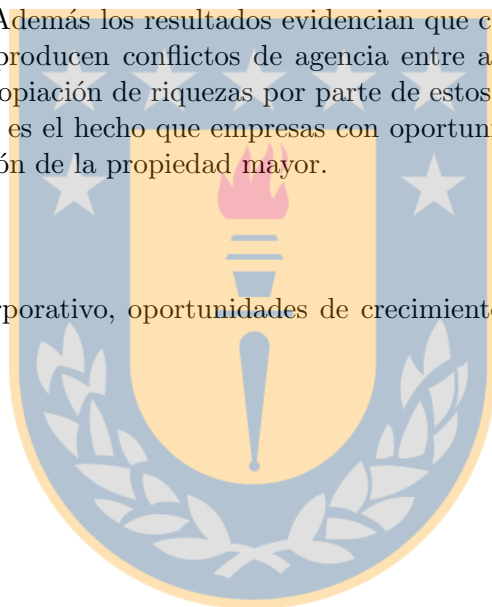 Además los resultados evidencian que c
producen conflictos de agencia entre a
opiación de riquezas por parte de estos
es el hecho que empresas con oportuni
ón de la propiedad mayor.
rporativo, oportunidades de crecimiento